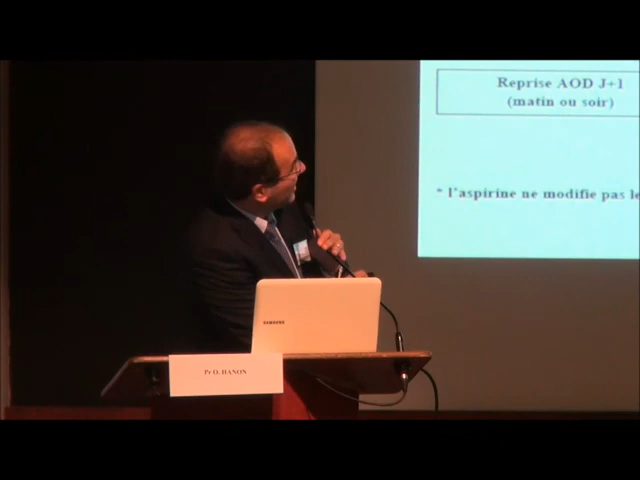 Reprise AOD J+1
(matin ou soir)
* l'aspirine ne modifie pas le
SAMSUNG
Pr O. HANON